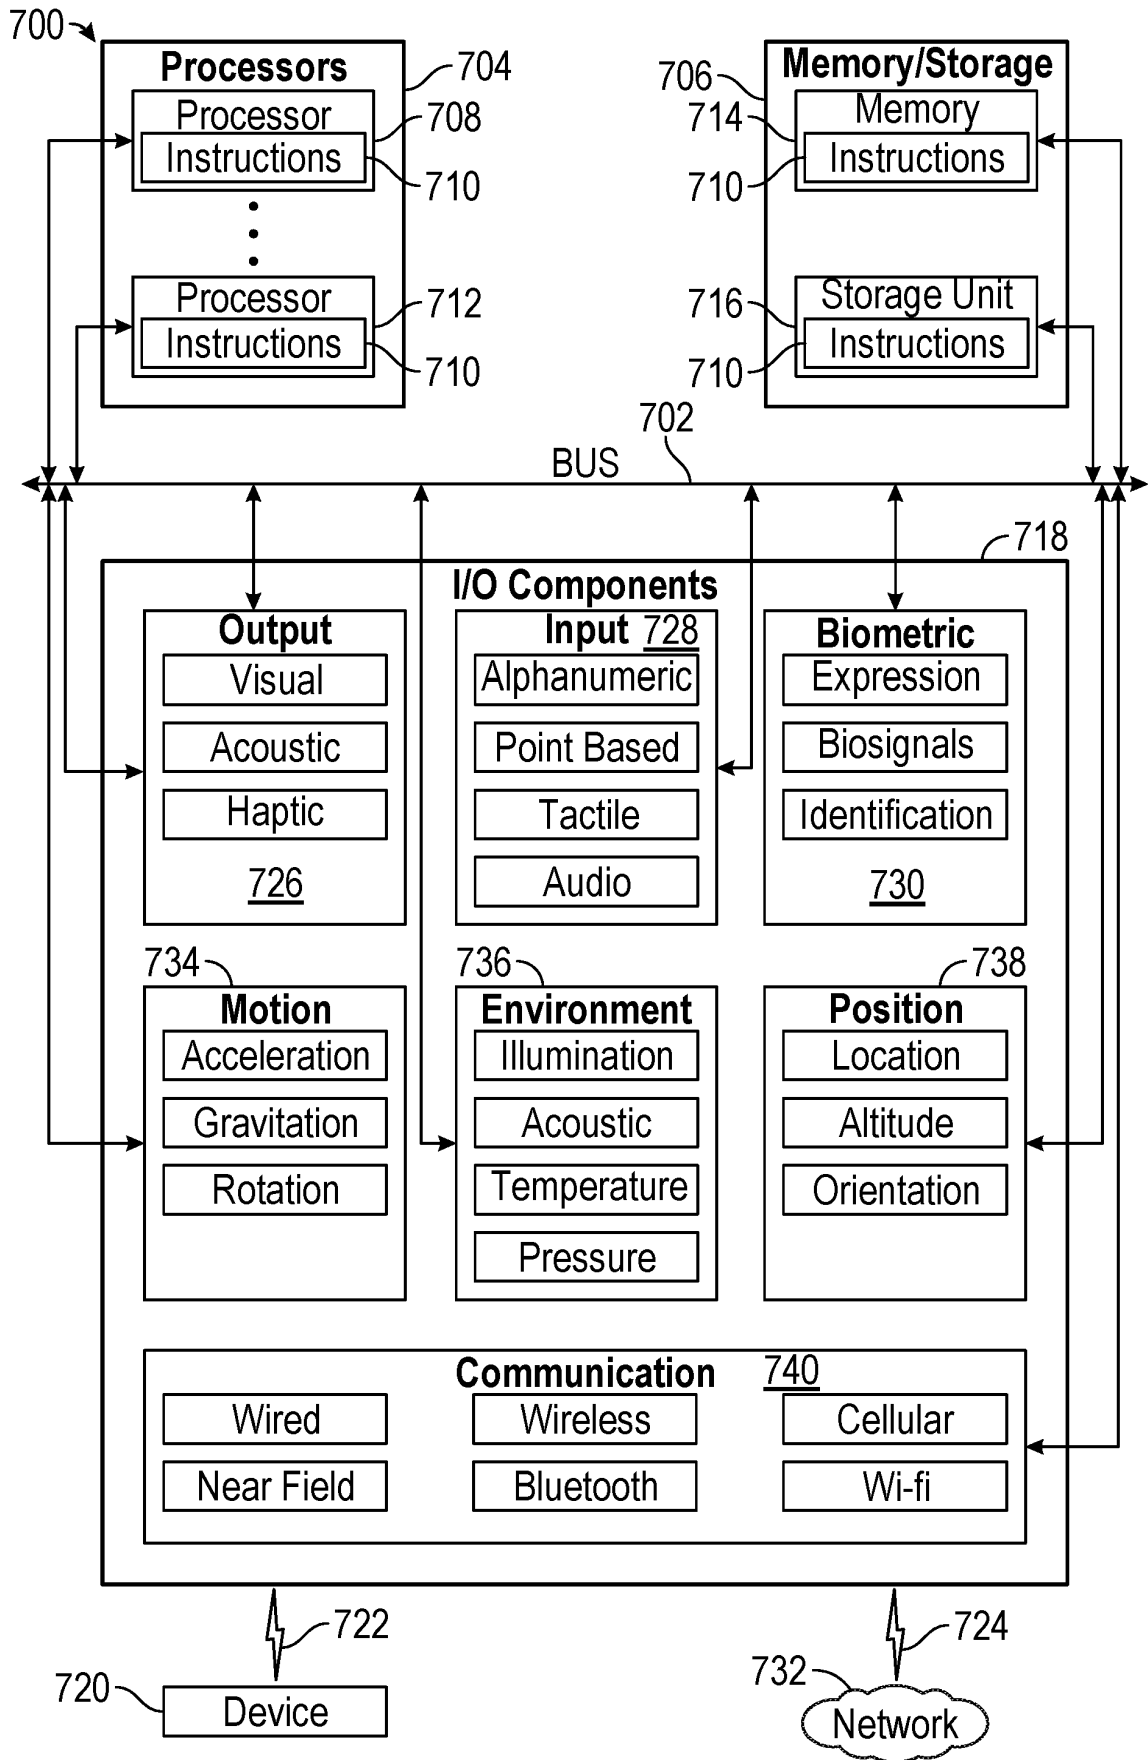 700
Processors
704
Processor
708
Instructions
710
Processor
712
Instructions
710
706
Memory/Storage
Memory
714
Instructions
710
Storage Unit
716
Instructions
710
702
BUS
718
I/O Components
Output
Visual
Acoustic
Haptic
726
Input 728
Alphanumeric
Point Based
Tactile
Audio
Biometric
Expression
Biosignals
Identification
730
734
Motion
Acceleration
Gravitation
Rotation
736
Environment
Illumination
Acoustic
Temperature
Pressure
738
Position
Location
Altitude
Orientation
Communication 740
Wired Wireless Cellular
Near Field Bluetooth Wi-fi
722
720
Device
724
732
Network